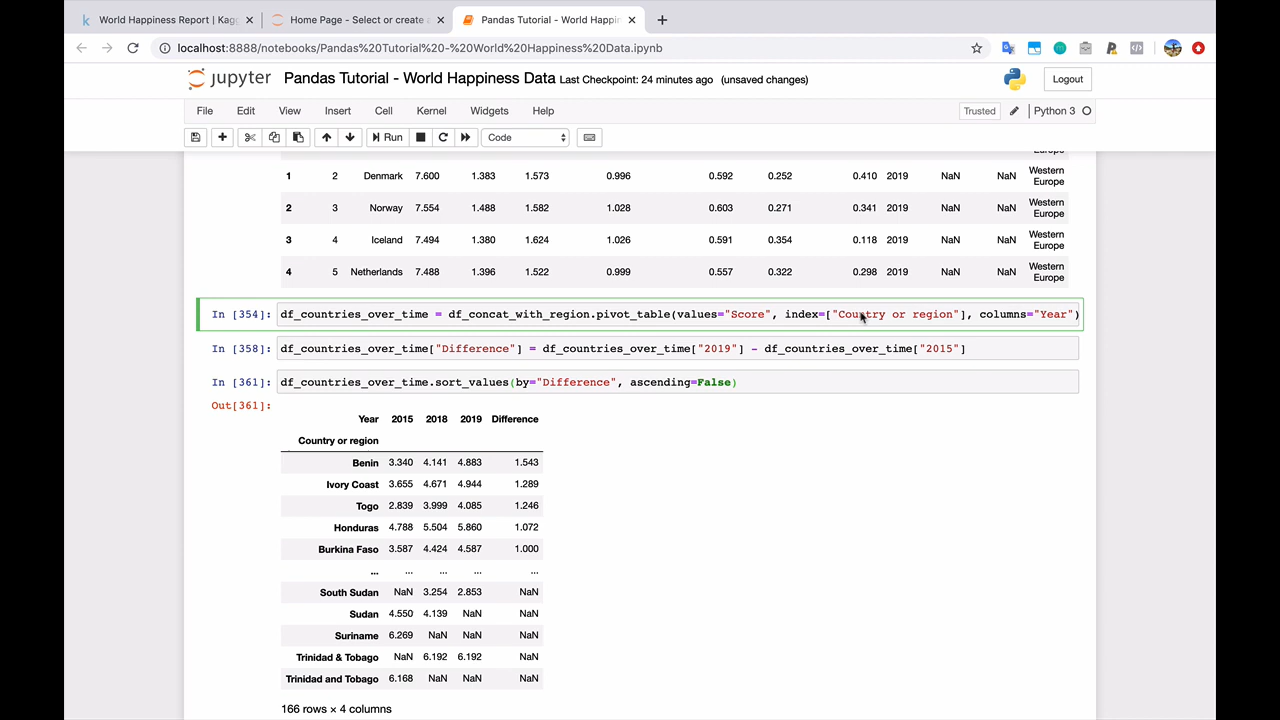 World Happiness Report | Kag
Home Page - Select or create a
Pandas Tutorial - World Happin
localhost:8888/notebooks/Pandas%20Tutorial%20-%20World%20Happiness%20Data.ipynb
jupyter Pandas Tutorial - World Happiness Data Last Checkpoint: 24 minutes ago (unsaved changes) Logout
File Edit View Insert Cell Kernel Widgets Help Trusted Python 3
Run Code
Europe
1 2 Denmark 7.600 1.383 1.573 0.996 0.592 0.252 0.410 2019 NaN NaN Western Europe
2 3 Norway 7.554 1.488 1.582 1.028 0.603 0.271 0.341 2019 NaN NaN Western Europe
3 4 Iceland 7.494 1.380 1.624 1.026 0.591 0.354 0.118 2019 NaN NaN Western Europe
4 5 Netherlands 7.488 1.396 1.522 0.999 0.557 0.322 0.298 2019 NaN NaN Western Europe
In [354]: df_countries_over_time = df_concat_with_region.pivot_table(values="Score", index=["Country or region"], columns="Year")
In [358]: df_countries_over_time["Difference"] = df_countries_over_time["2019"] - df_countries_over_time["2015"]
In [361]: df_countries_over_time.sort_values(by="Difference", ascending=False)
Out[361]:
Year 2015 2018 2019 Difference
Country or region
Benin 3.340 4.141 4.883 1.543
Ivory Coast 3.655 4.671 4.944 1.289
Togo 2.839 3.999 4.085 1.246
Honduras 4.788 5.504 5.860 1.072
Burkina Faso 3.587 4.424 4.587 1.000
... ... ... ... ...
South Sudan NaN 3.254 2.853 NaN
Sudan 4.550 4.139 NaN NaN
Suriname 6.269 NaN NaN NaN
Trinidad & Tobago NaN 6.192 6.192 NaN
Trinidad and Tobago 6.168 NaN NaN NaN
166 rows × 4 columns